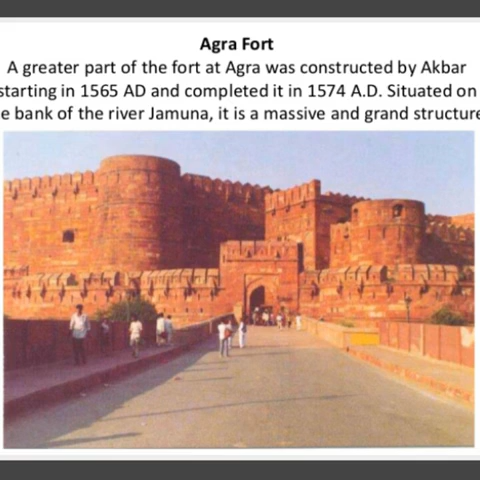 Agra Fort
A greater part of the fort at Agra was constructed by Akbar
starting in 1565 AD and completed it in 1574 A.D. Situated on
e bank of the river Jamuna, it is a massive and grand structure